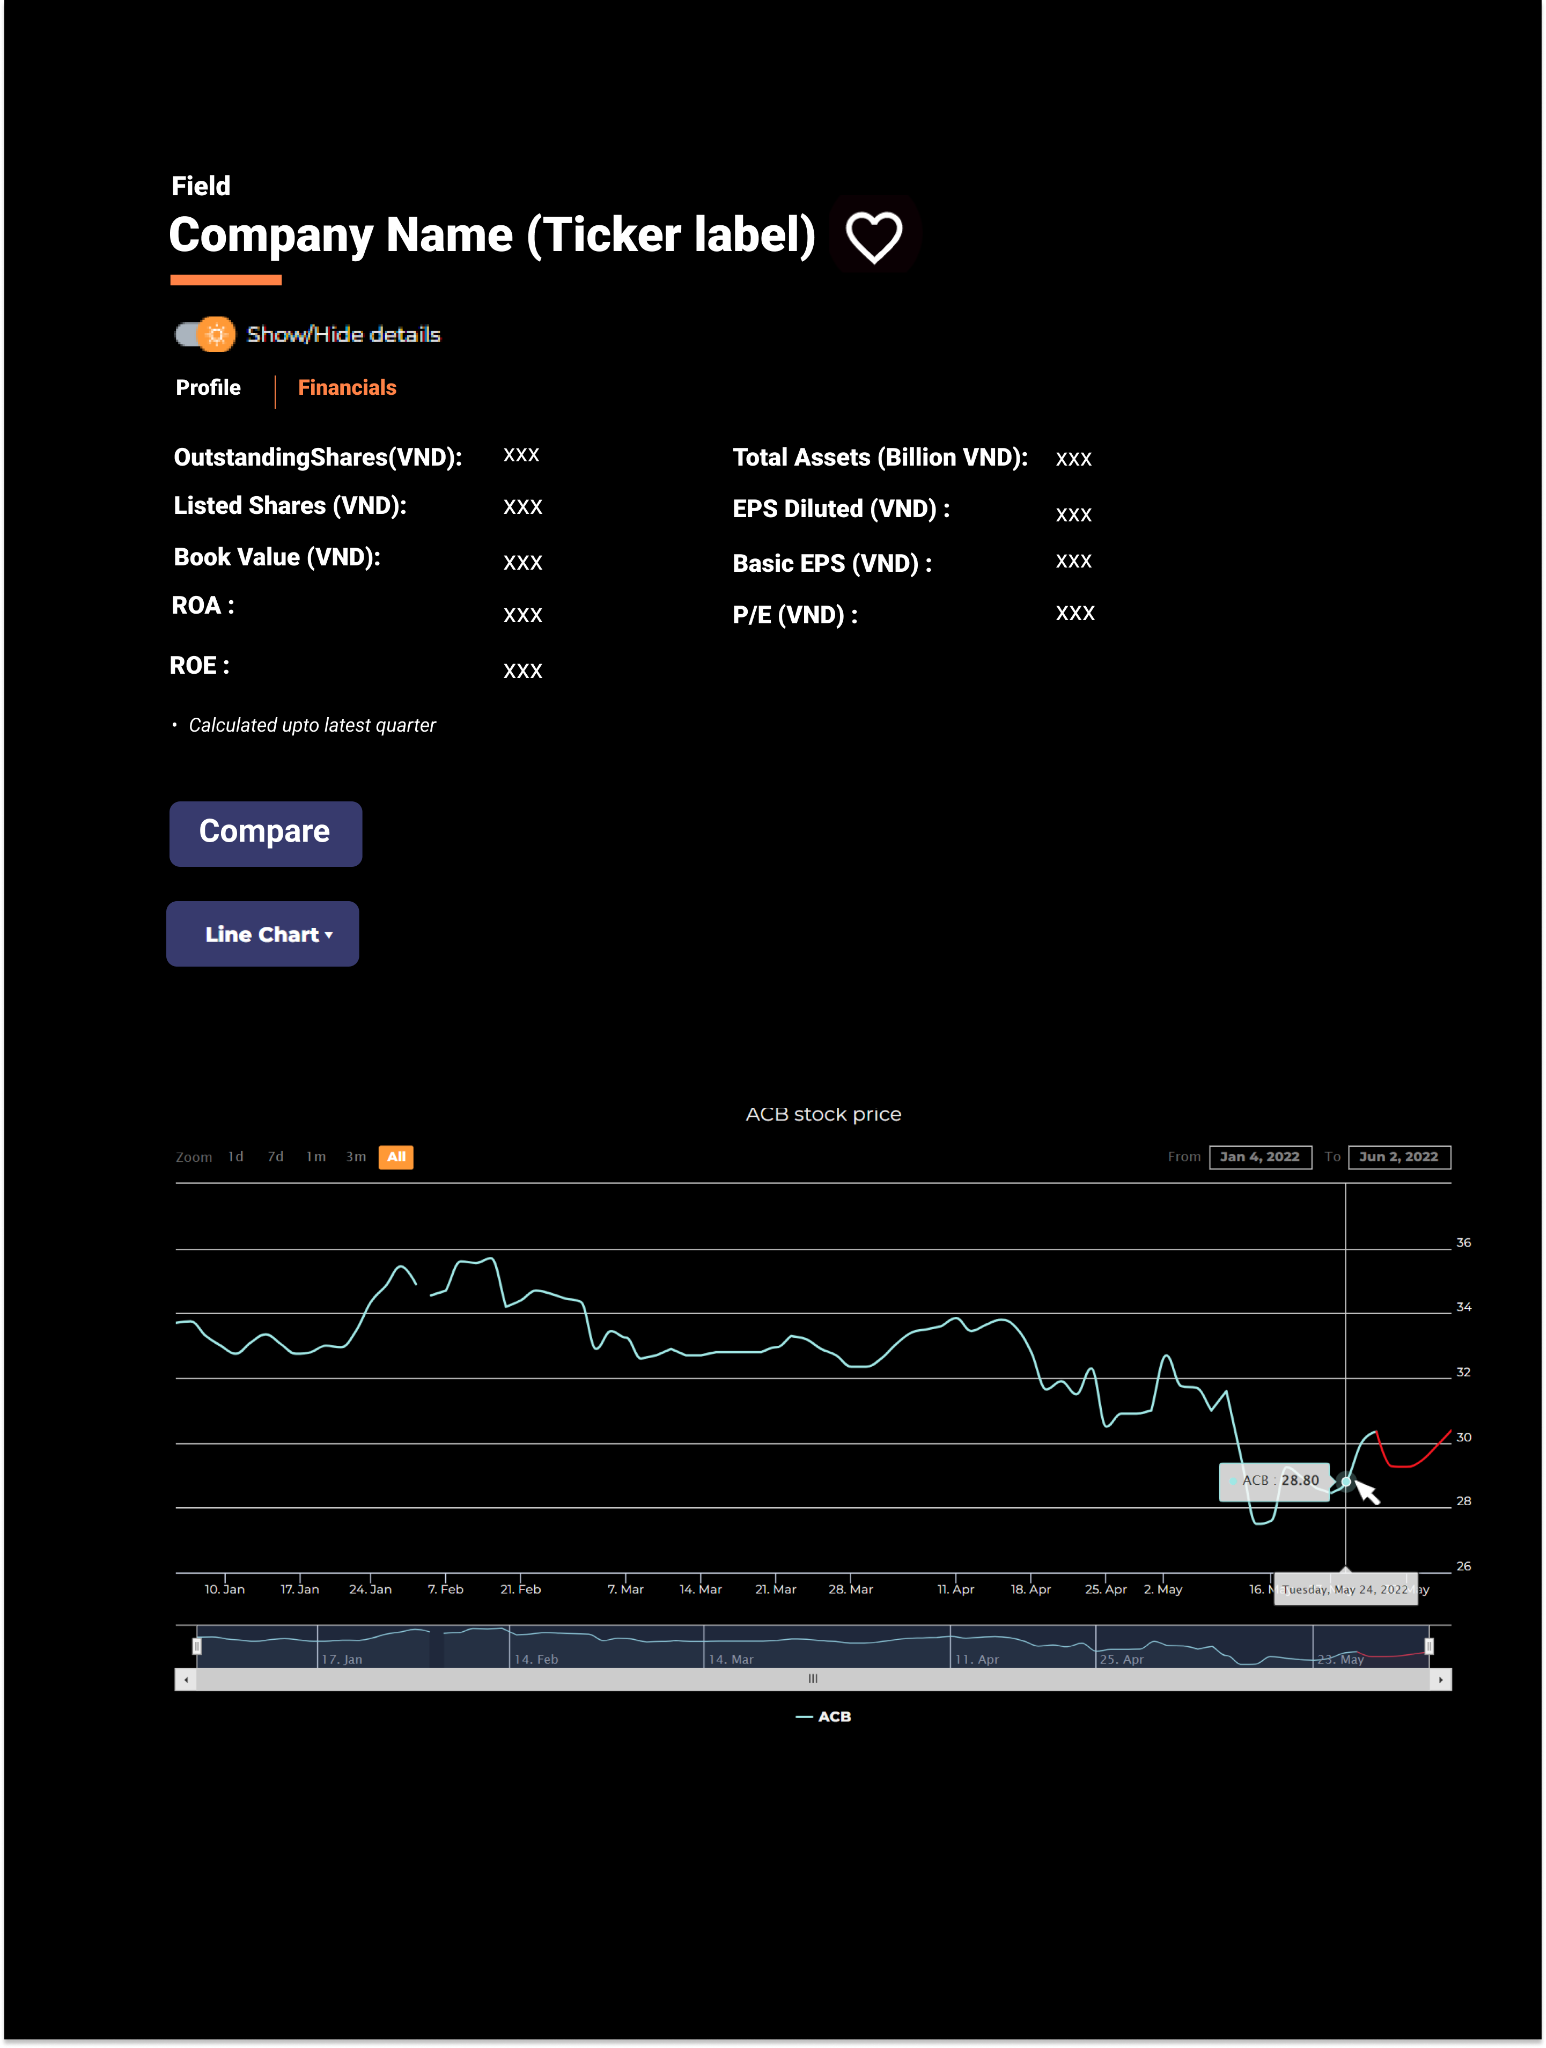 Field
Company Name (Ticker label)
Show/Hide details
Profile
Financials
OutstandingShares(VND): XXX
Total Assets (Billion VND): XXX
Listed Shares (VND): XXX
EPS Diluted (VND) : XXX
Book Value (VND): XXX
Basic EPS (VND) : XXX
ROA : XXX
P/E (VND) : XXX
ROE : XXX
• Calculated upto latest quarter
Compare
Line Chart
ACB stock price
Zoom 1d 7d 1m 3m All
From Jan 4, 2022 To Jun 2, 2022
36
34
32
30
ACB : 28.80
28
26
10. Jan 17. Jan 24. Jan 7. Feb 21. Feb 7. Mar 14. Mar 21. Mar 28. Mar 11. Apr 18. Apr 25. Apr 2. May 16.
Tuesday, May 24, 2022
17. Jan 14. Feb 14. Mar 11. Apr 25. Apr 23. May
ACB